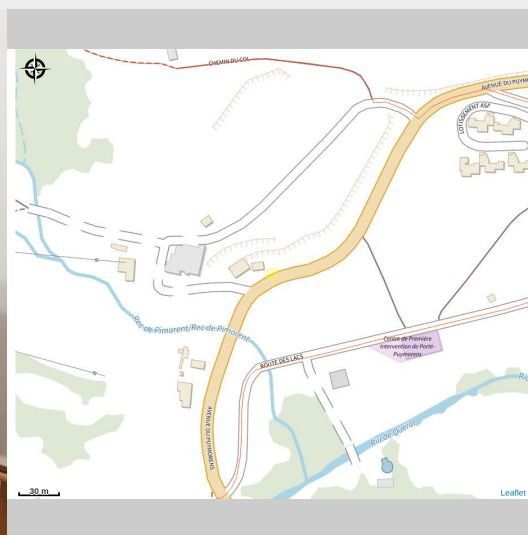 CHEMIN DU COL
AVENUE DU PUYM
LOTISSEMENT ASF
Rec de Pimorent/Rec de Pimorent
Centre de Première
Intervention de Porté-
Puymorens
ROUTE DES LACS
AVENUE DU PUYMORENS
Riu de Querol
Riu
30 m
Leaflet